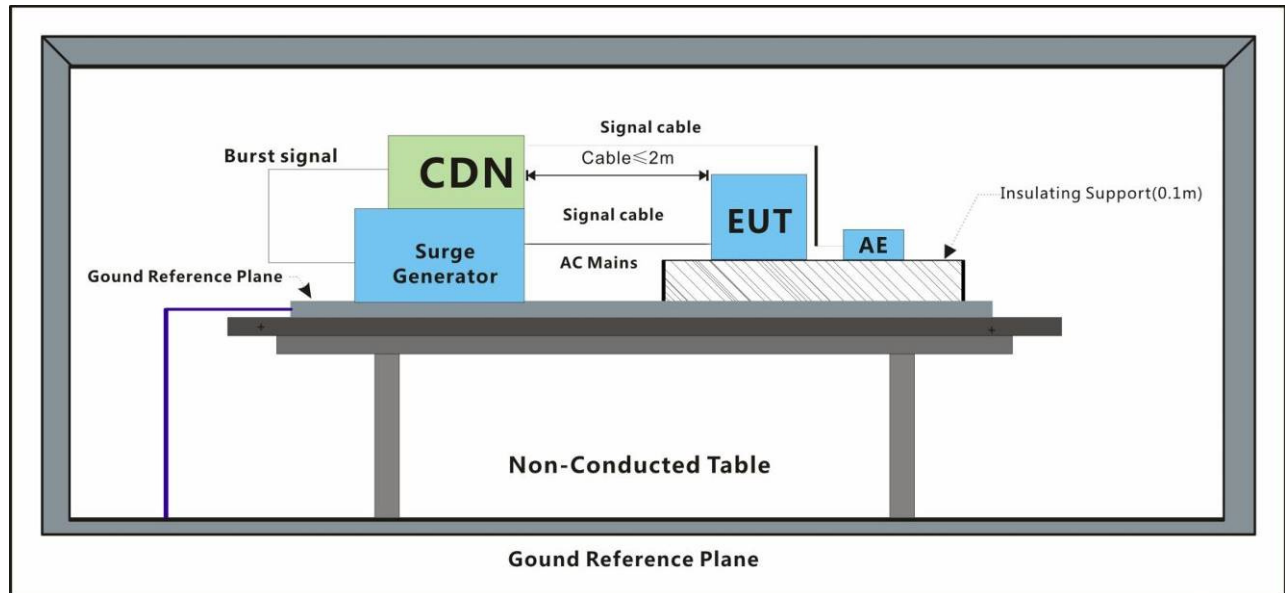 Signal cable
Burst signal
CDN
Cable≤2m
Insulating Support(0.1m)
Signal cable
EUT
Surge
Generator
AE
AC Mains
Gound Reference Plane
Non-Conducted Table
Gound Reference Plane